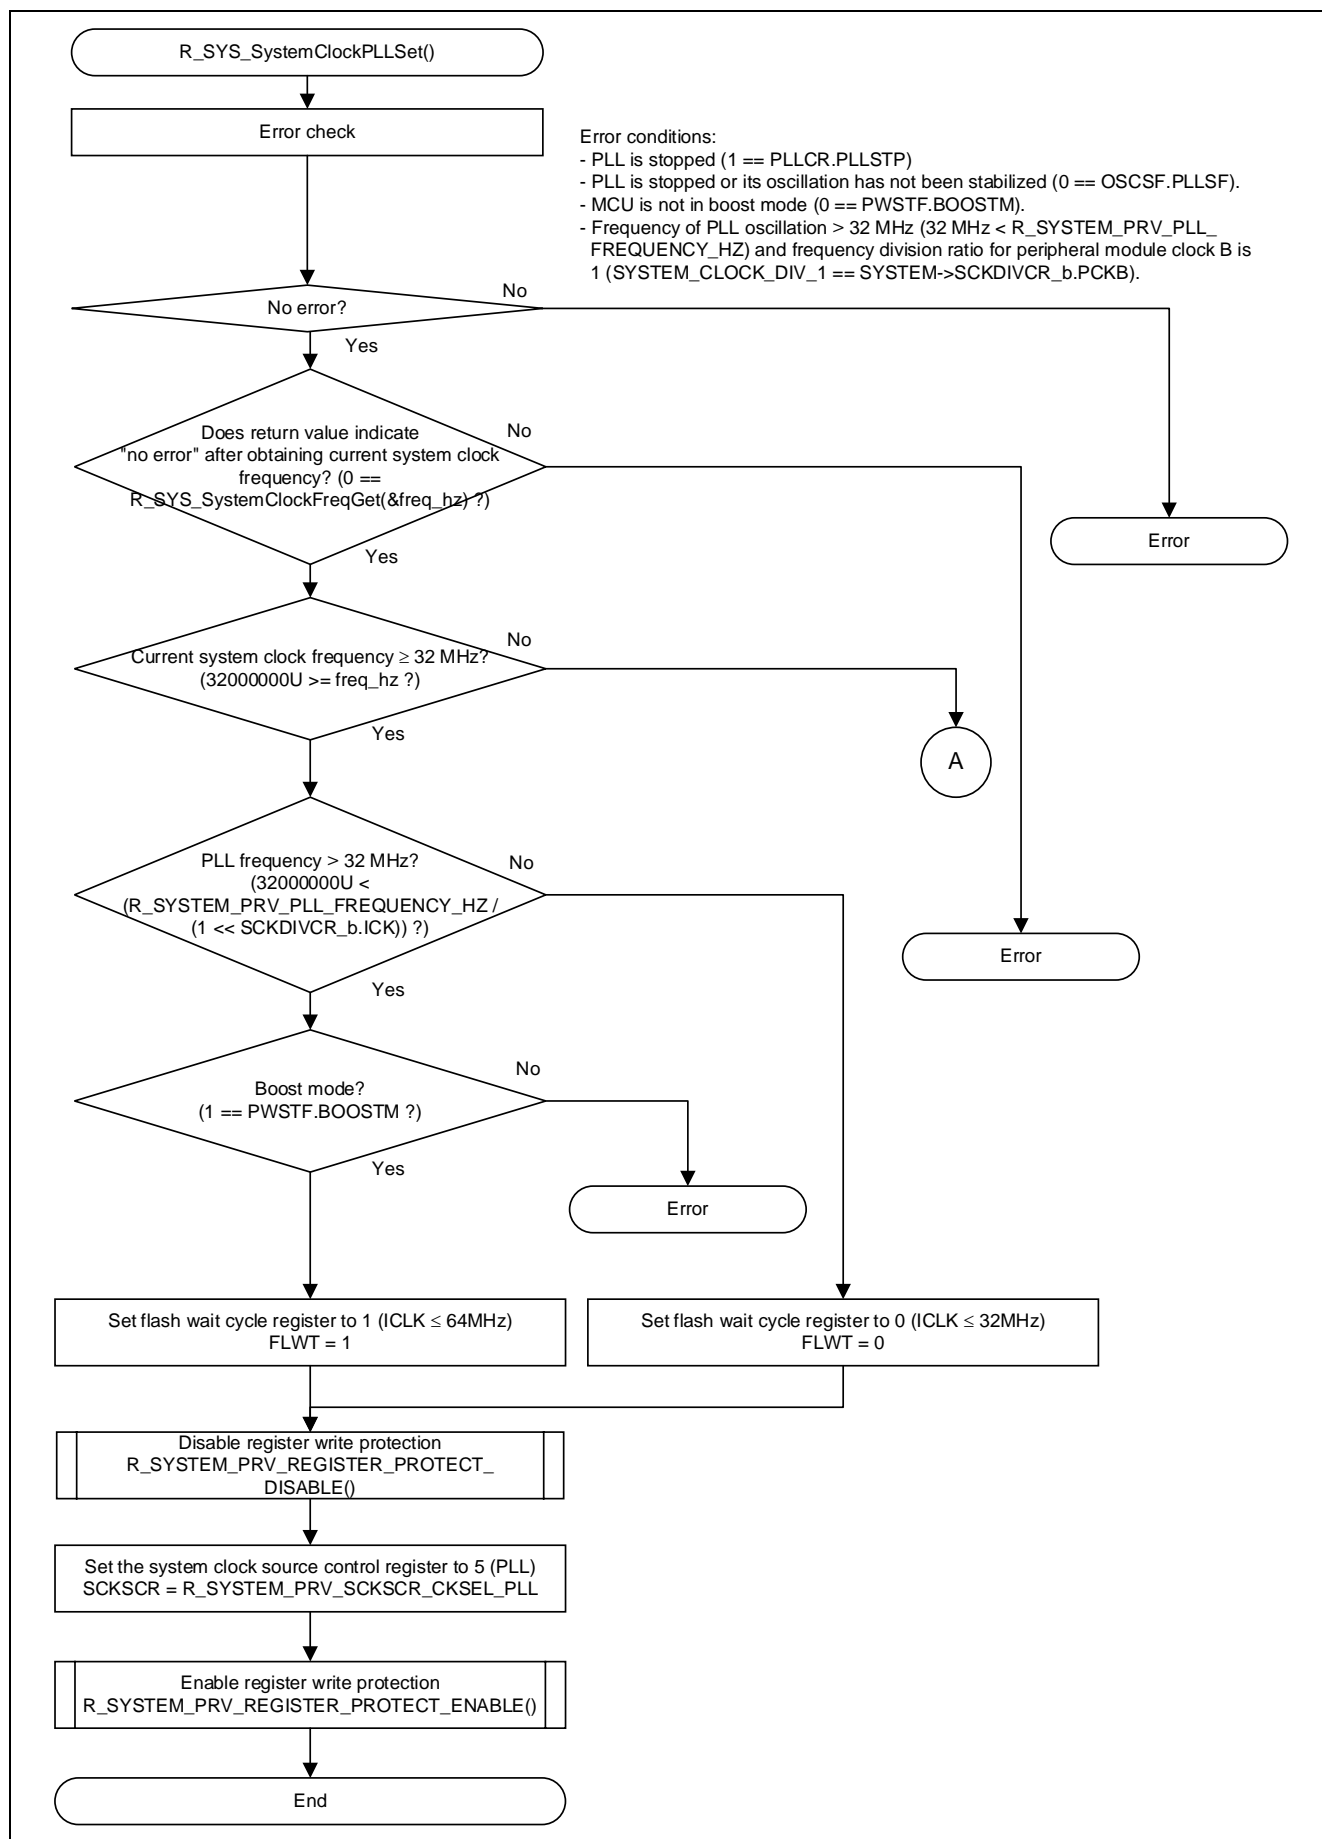 R_SYS_SystemClockPLLSet()
Error check
Error conditions:
- PLL is stopped (1 == PLLCR.PLLSTP)
- PLL is stopped or its oscillation has not been stabilized (0 == OSCSF.PLLSF).
- MCU is not in boost mode (0 == PWSTF.BOOSTM).
- Frequency of PLL oscillation > 32 MHz (32 MHz < R_SYSTEM_PRV_PLL_
FREQUENCY_HZ) and frequency division ratio for peripheral module clock B is
1 (SYSTEM_CLOCK_DIV_1 == SYSTEM->SCKDIVCR_b.PCKB).
No error?
No
Yes
Does return value indicate
"no error" after obtaining current system clock
frequency? (0 ==
R_SYS_SystemClockFreqGet(&freq_hz) ?)
No
Yes
Error
Current system clock frequency ≥ 32 MHz?
(32000000U >= freq_hz ?)
No
Yes
A
PLL frequency > 32 MHz?
(32000000U <
(R_SYSTEM_PRV_PLL_FREQUENCY_HZ /
(1 << SCKDIVCR_b.ICK)) ?)
No
Yes
Error
Boost mode?
(1 == PWSTF.BOOSTM ?)
No
Yes
Error
Set flash wait cycle register to 1 (ICLK ≤ 64MHz)
FLWT = 1
Set flash wait cycle register to 0 (ICLK ≤ 32MHz)
FLWT = 0
Disable register write protection
R_SYSTEM_PRV_REGISTER_PROTECT_
DISABLE()
Set the system clock source control register to 5 (PLL)
SCKSCR = R_SYSTEM_PRV_SCKSCR_CKSEL_PLL
Enable register write protection
R_SYSTEM_PRV_REGISTER_PROTECT_ENABLE()
End